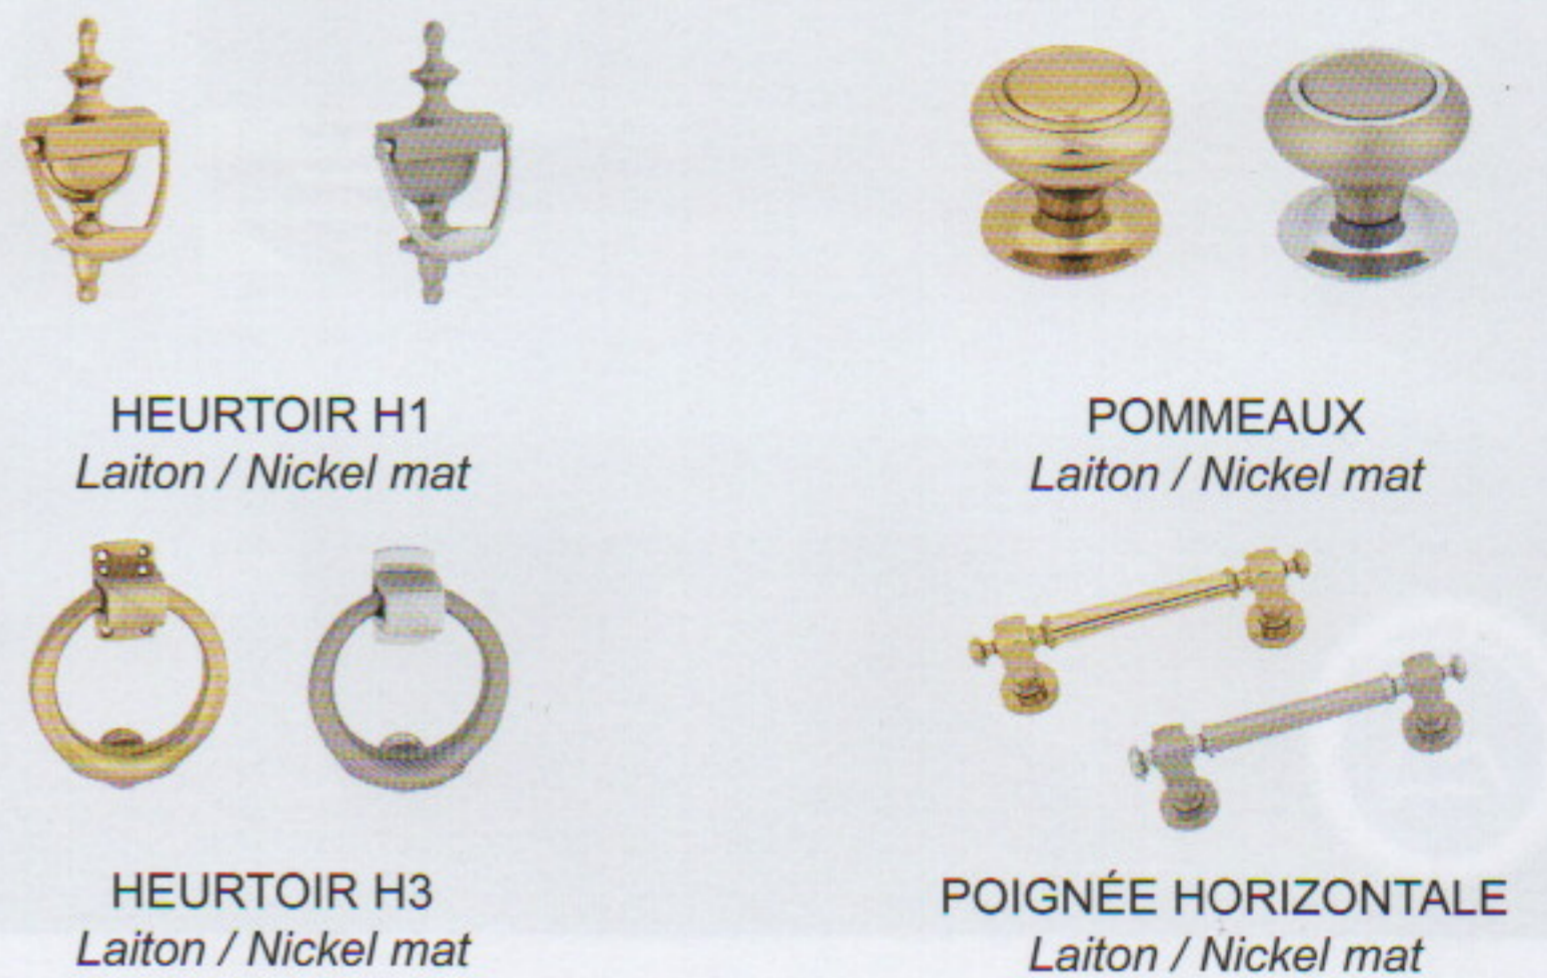 HEURTOIR H1
Laiton / Nickel mat
POMMEAUX
Laiton / Nickel mat
HEURTOIR H3
Laiton / Nickel mat
POIGNÉE HORIZONTALE
Laiton / Nickel mat